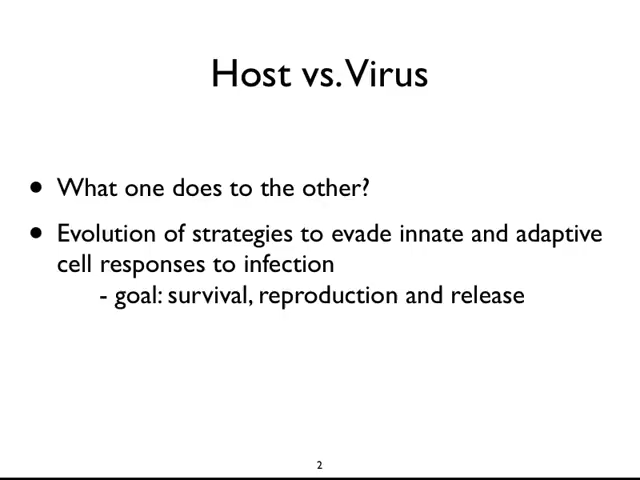 Host vs. Virus
• What one does to the other?
• Evolution of strategies to evade innate and adaptive
cell responses to infection
- goal: survival, reproduction and release
2